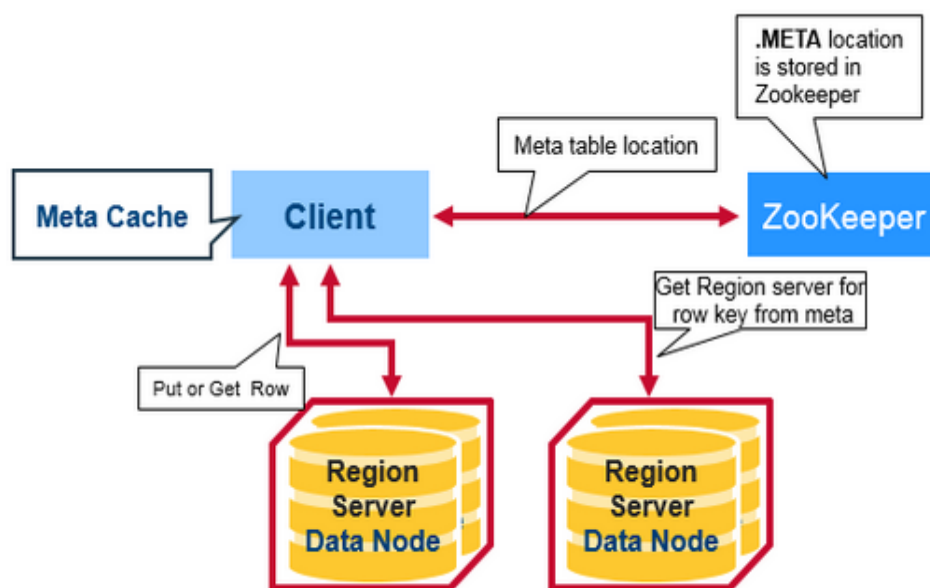 .META location
is stored in
Zookeeper
Meta table location
Meta Cache
Client
ZooKeeper
Get Region server for
row key from meta
Put or Get Row
Region
Server
Data Node
Region
Server
Data Node